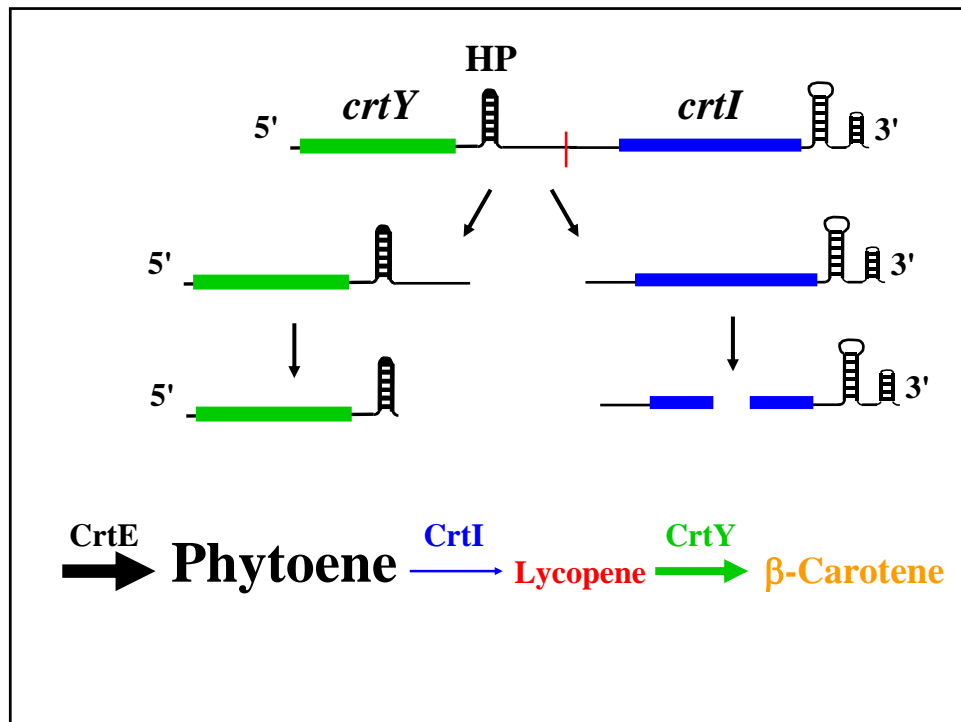 HP
crtY
crtI
5'
3'
5'
3'
5'
3'
CrtE
CrtI
CrtY
Phytoene
Lycopene
β-Carotene